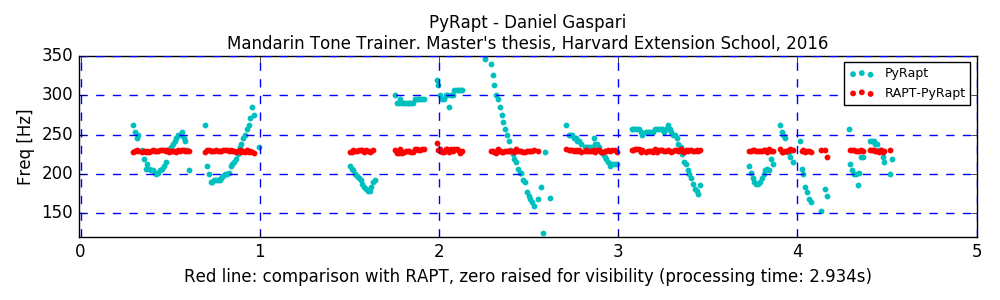 PyRapt - Daniel Gaspari
Mandarin Tone Trainer. Master's thesis, Harvard Extension School, 2016
350
300
250
200
150
Freq [Hz]
PyRapt
RAPT-PyRapt
0 1 2 3 4 5
Red line: comparison with RAPT, zero raised for visibility (processing time: 2.934s)